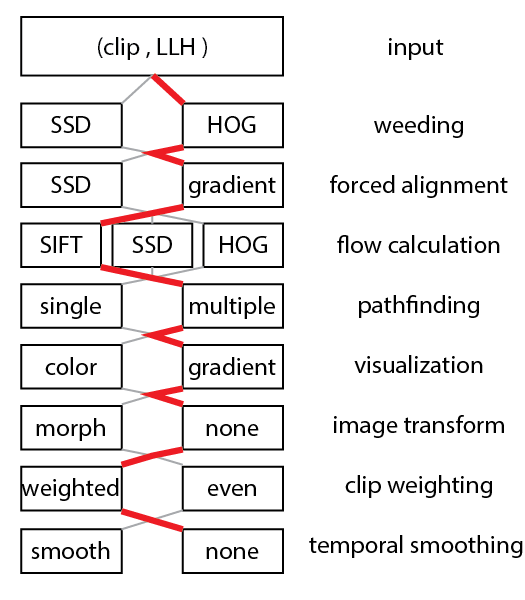 (clip , LLH ) input
SSD HOG weeding
SSD gradient forced alignment
SIFT SSD HOG flow calculation
single multiple pathfinding
color gradient visualization
morph none image transform
weighted even clip weighting
smooth none temporal smoothing